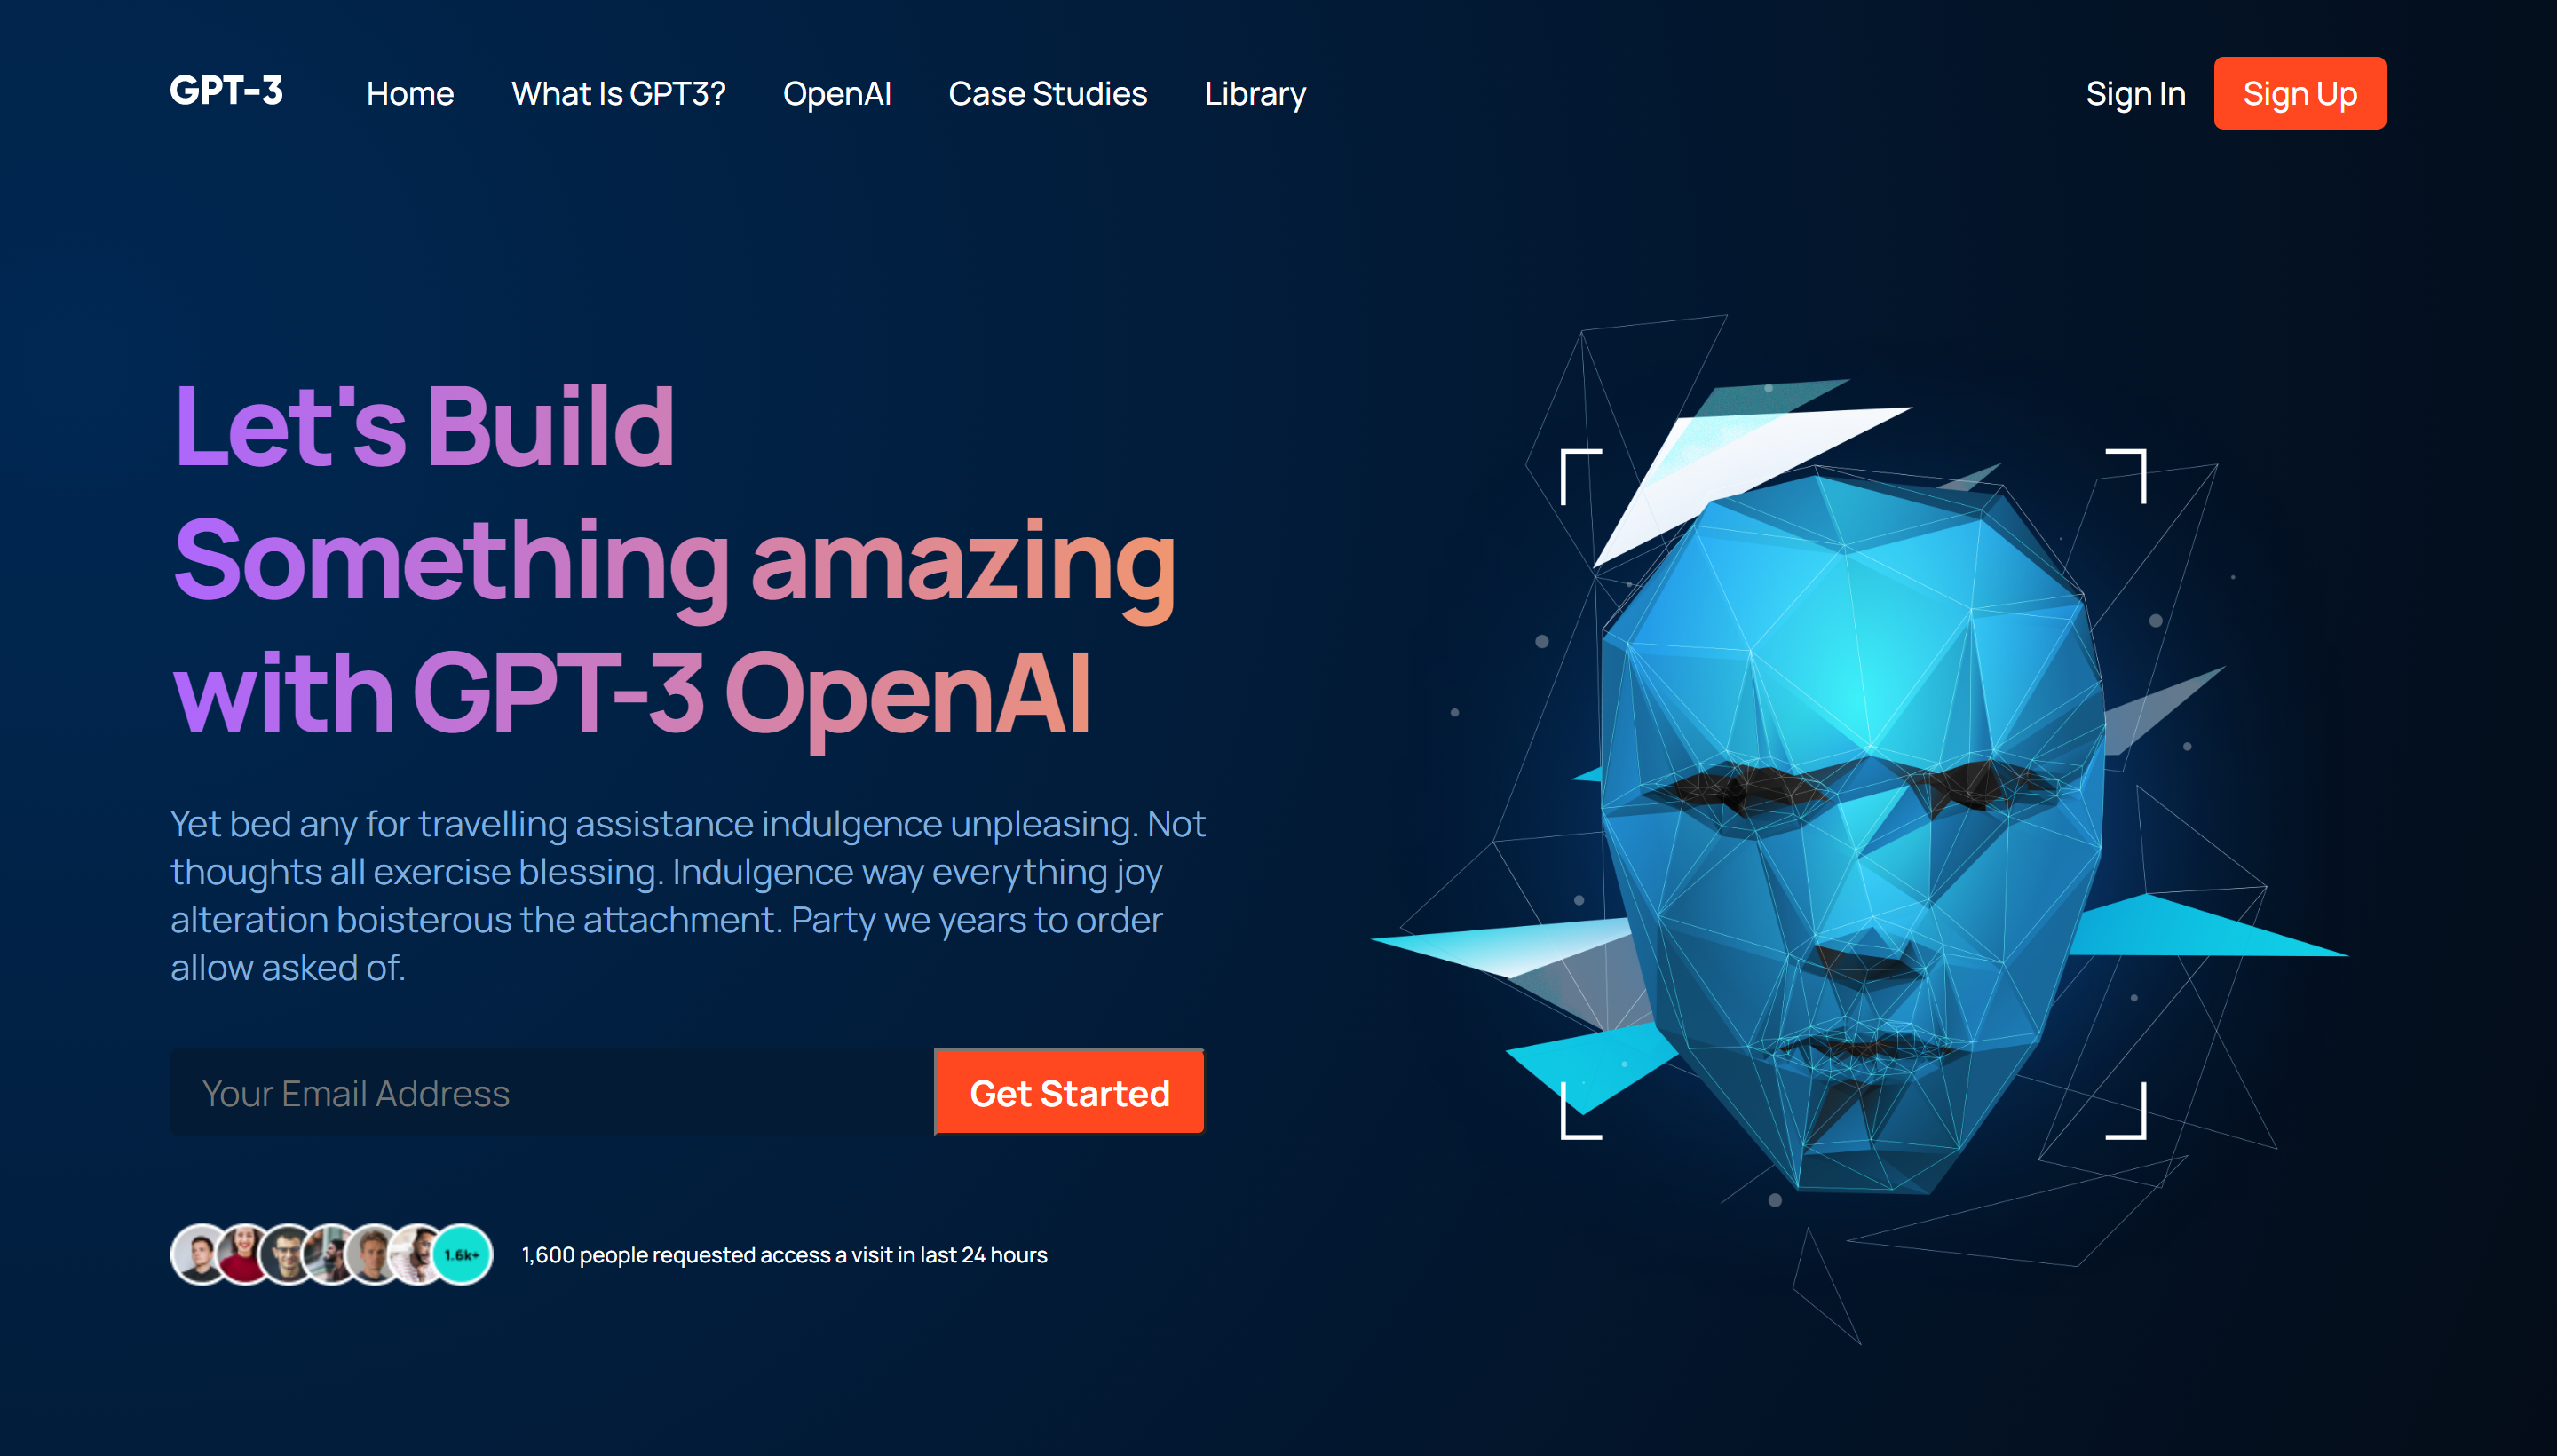 GPT-3
Home
What Is GPT3?
OpenAI
Case Studies
Library
Sign In
Sign Up
Let's Build
Something amazing
with GPT-3 OpenAI
Yet bed any for travelling assistance indulgence unpleasing. Not
thoughts all exercise blessing. Indulgence way everything joy
alteration boisterous the attachment. Party we years to order
allow asked of.
Your Email Address
Get Started
1.6k+
1,600 people requested access a visit in last 24 hours